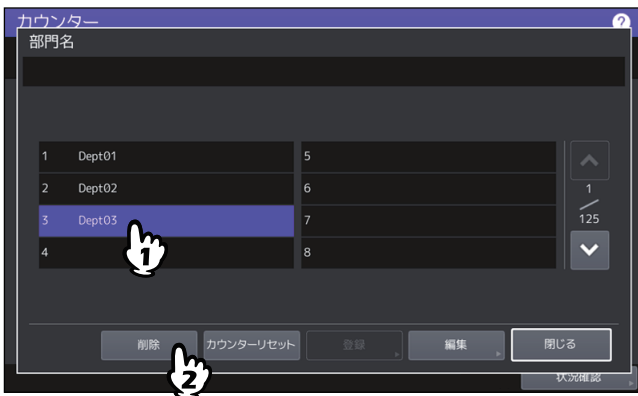 カウンター ?
部門名
1 Dept01 5
2 Dept02 6 1
3 Dept03 7 125
4 8
1
削除 カウンターリセット 登録 編集 閉じる
2
状況確認